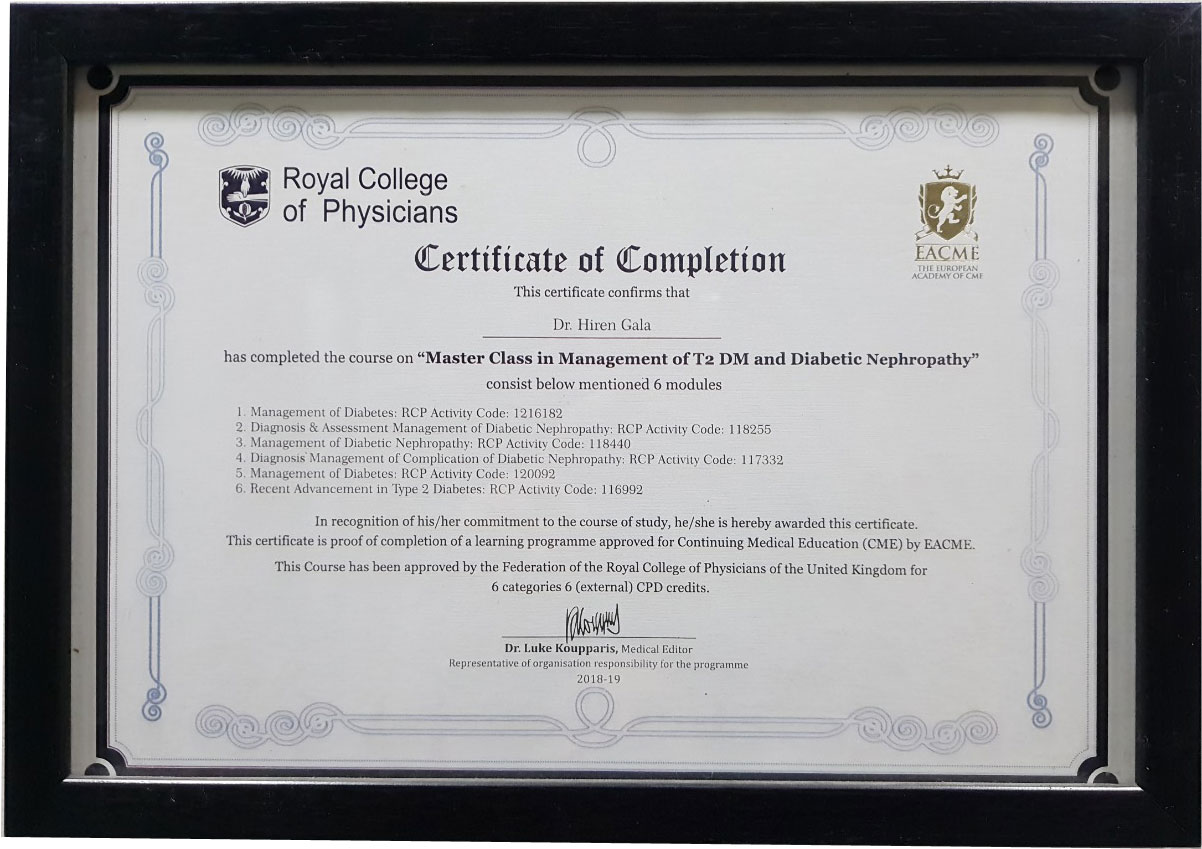 Royal College
of Physicians
EACME
THE EUROPEAN
ACADEMY OF CME
Certificate of Completion
This certificate confirms that
Dr. Hiren Gala
has completed the course on “Master Class in Management of T2 DM and Diabetic Nephropathy”
consist below mentioned 6 modules
1. Management of Diabetes: RCP Activity Code: 1216182
2. Diagnosis & Assessment Management of Diabetic Nephropathy: RCP Activity Code: 118255
3. Management of Diabetic Nephropathy: RCP Activity Code: 118440
4. Diagnosis Management of Complication of Diabetic Nephropathy: RCP Activity Code: 117332
5. Management of Diabetes: RCP Activity Code: 120092
6. Recent Advancement in Type 2 Diabetes: RCP Activity Code: 116992
In recognition of his/her commitment to the course of study, he/she is hereby awarded this certificate.
This certificate is proof of completion of a learning programme approved for Continuing Medical Education (CME) by EACME.
This Course has been approved by the Federation of the Royal College of Physicians of the United Kingdom for
6 categories 6 (external) CPD credits.
Dr. Luke Koupparis, Medical Editor
Representative of organisation responsibility for the programme
2018-19